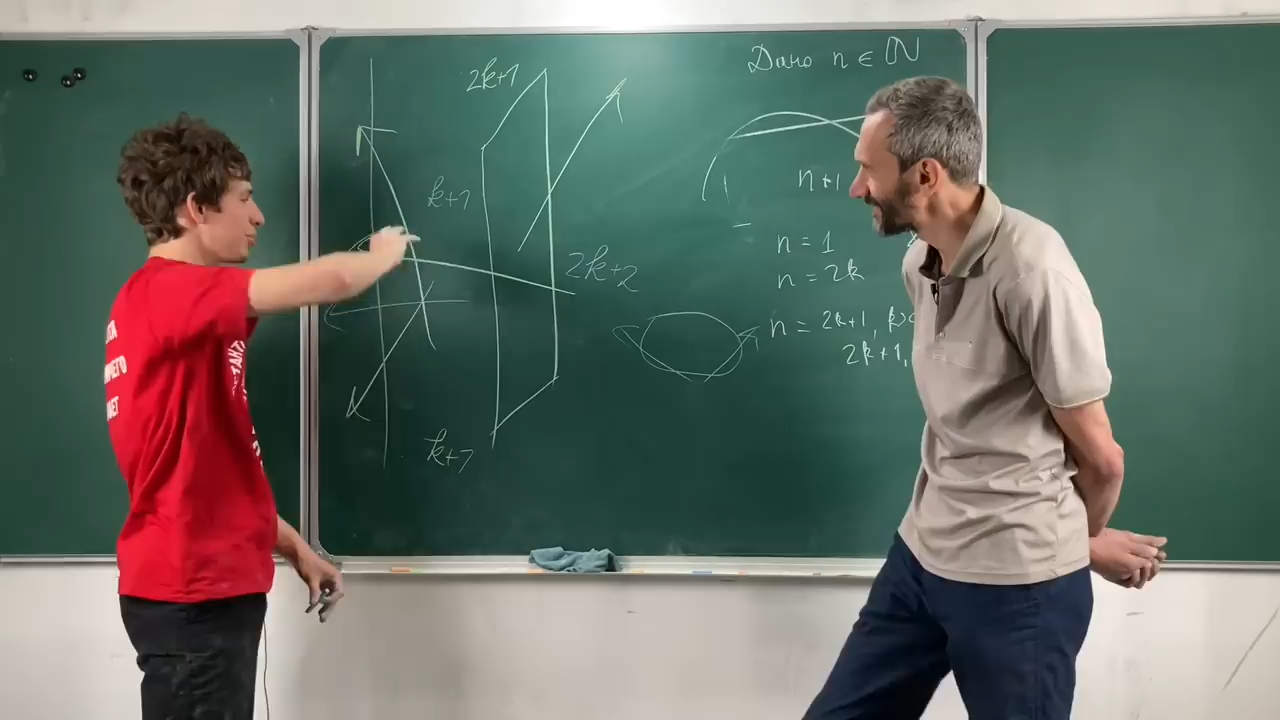 Дано n ∈ ℕ
2k+1
n+1
k+1
n = 1
2k+2
n = 2k
n = 2k+1, k>
2k+1,
k+1